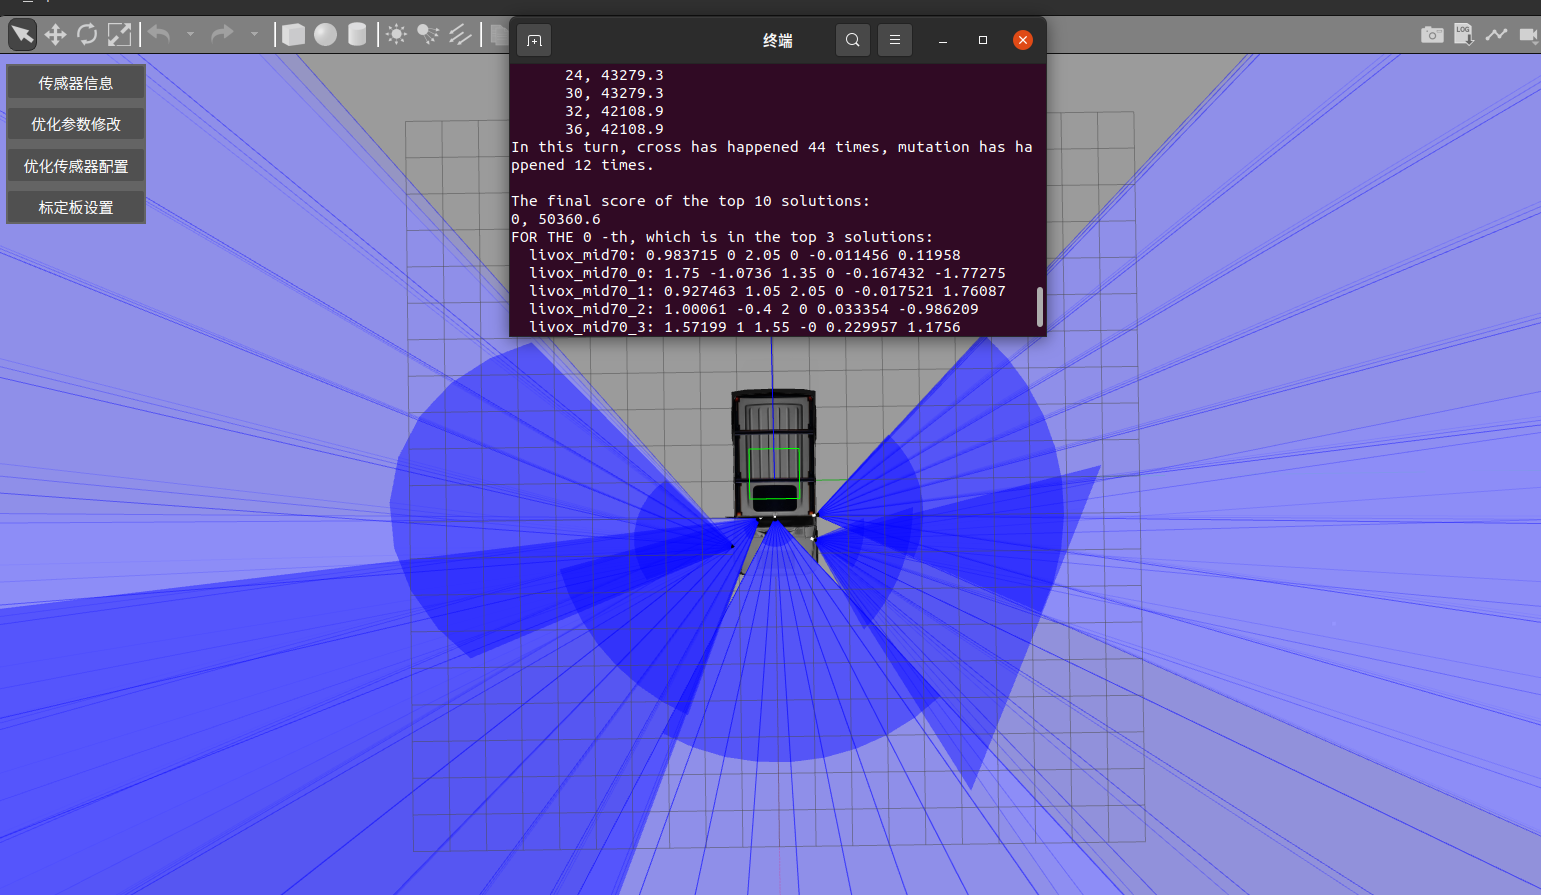 终端
LOG
传感器信息
优化参数修改
优化传感器配置
标定板设置
24, 43279.3
30, 43279.3
32, 42108.9
36, 42108.9
In this turn, cross has happened 44 times, mutation has ha
ppened 12 times.
The final score of the top 10 solutions:
0, 50360.6
FOR THE 0 -th, which is in the top 3 solutions:
livox_mid70: 0.983715 0 2.05 0 -0.011456 0.11958
livox_mid70_0: 1.75 -1.0736 1.35 0 -0.167432 -1.77275
livox_mid70_1: 0.927463 1.05 2.05 0 -0.017521 1.76087
livox_mid70_2: 1.00061 -0.4 2 0 0.033354 -0.986209
livox_mid70_3: 1.57199 1 1.55 -0 0.229957 1.1756